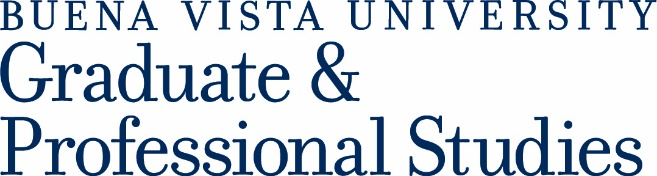 BUENA VISTA UNIVERSITY
Graduate &
Professional Studies